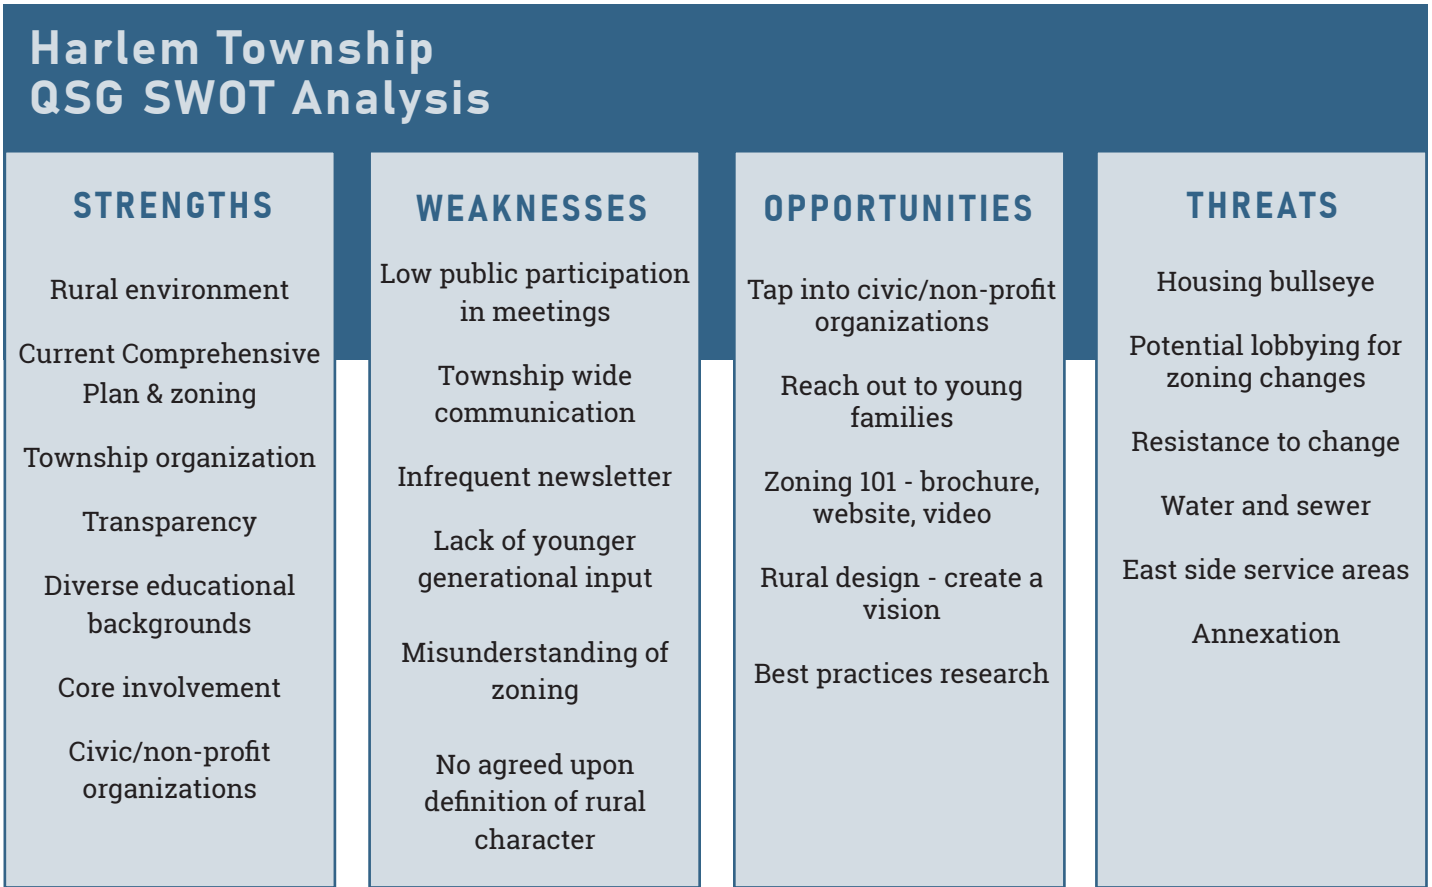 Harlem Township
QSG SWOT Analysis
STRENGTHS
Rural environment
Current Comprehensive
Plan & zoning
Township organization
Transparency
Diverse educational
backgrounds
Core involvement
Civic/non-profit
organizations
WEAKNESSES
Low public participation
in meetings
Township wide
communication
Infrequent newsletter
Lack of younger
generational input
Misunderstanding of
zoning
No agreed upon
definition of rural
character
OPPORTUNITIES
Tap into civic/non-profit
organizations
Reach out to young
families
Zoning 101 - brochure,
website, video
Rural design - create a
vision
Best practices research
THREATS
Housing bullseye
Potential lobbying for
zoning changes
Resistance to change
Water and sewer
East side service areas
Annexation